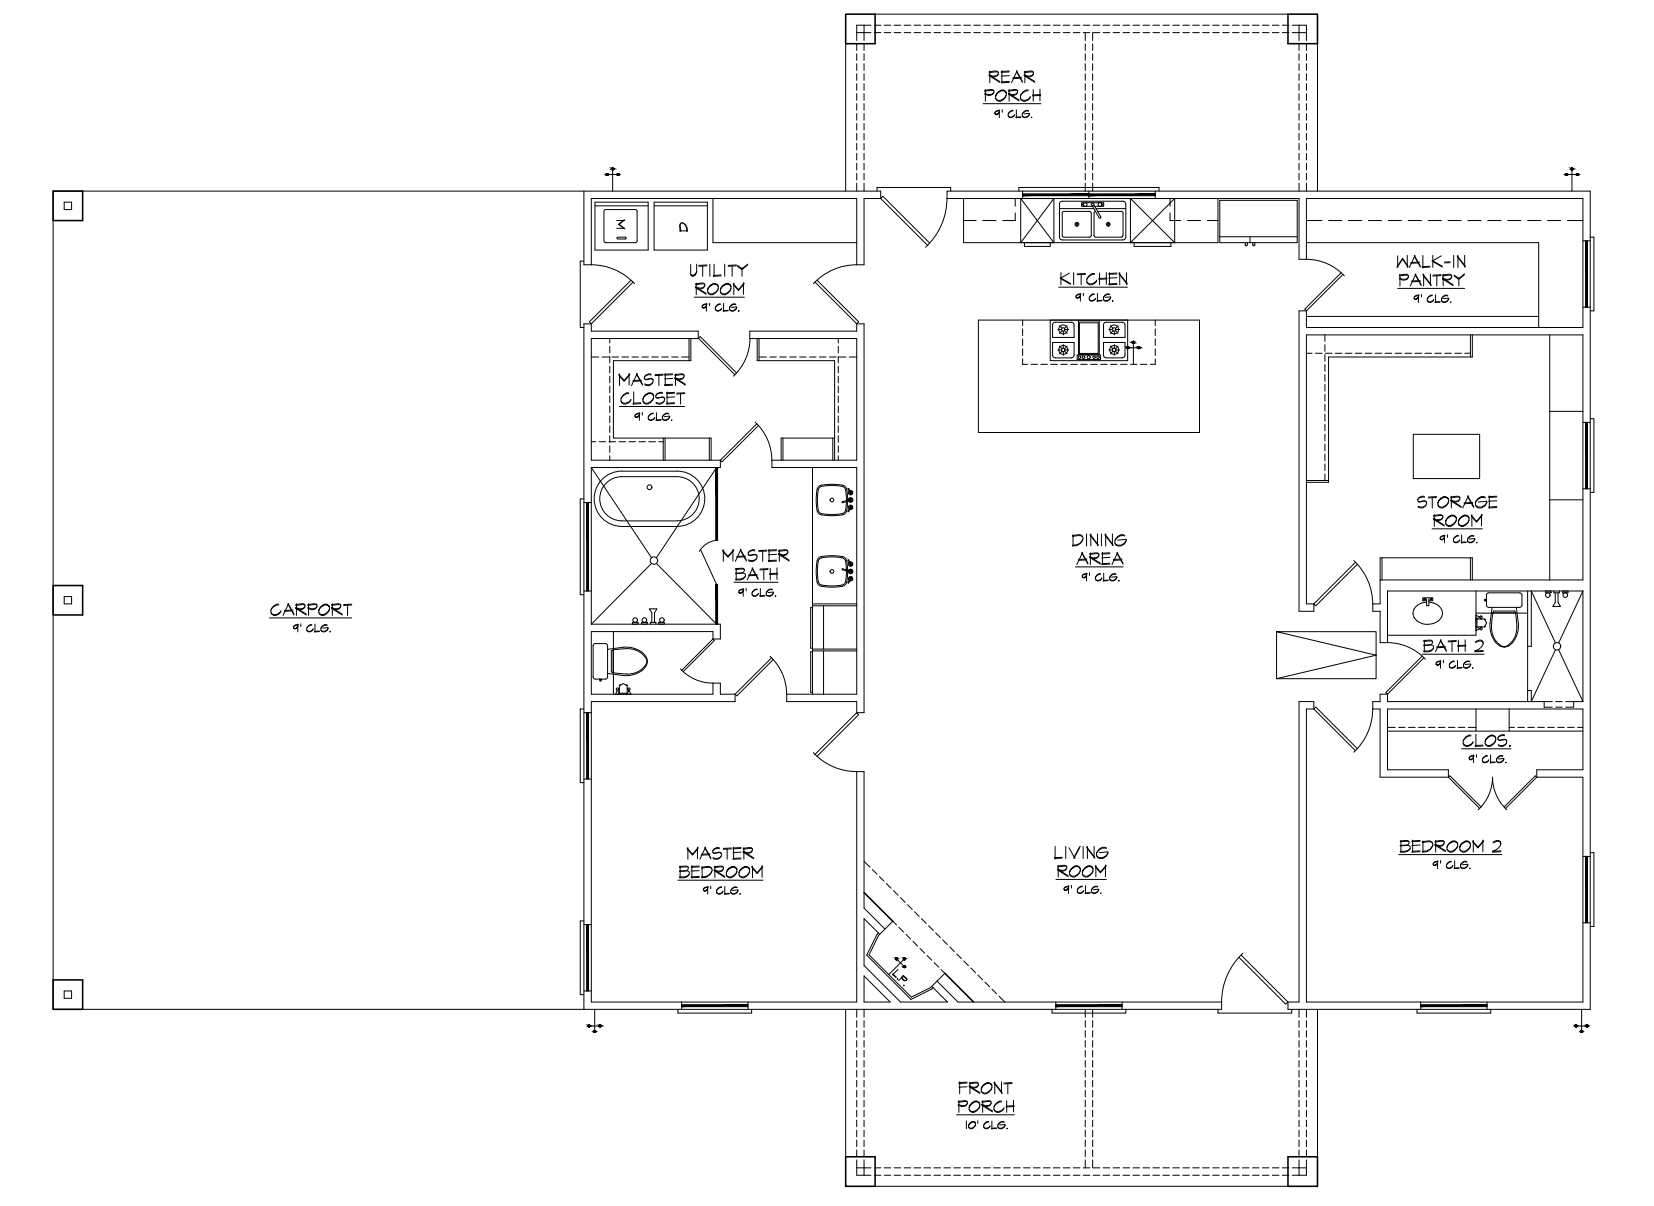 REAR
PORCH
9' CLG.
UTILITY
ROOM
9' CLG.
KITCHEN
9' CLG.
WALK-IN
PANTRY
9' CLG.
MASTER
CLOSET
9' CLG.
STORAGE
ROOM
9' CLG.
DINING
AREA
9' CLG.
MASTER
BATH
9' CLG.
CARPORT
9' CLG.
BATH 2
9' CLG.
CLOS.
9' CLG.
MASTER
BEDROOM
9' CLG.
LIVING
ROOM
9' CLG.
BEDROOM 2
9' CLG.
L.P.
FRONT
PORCH
10' CLG.